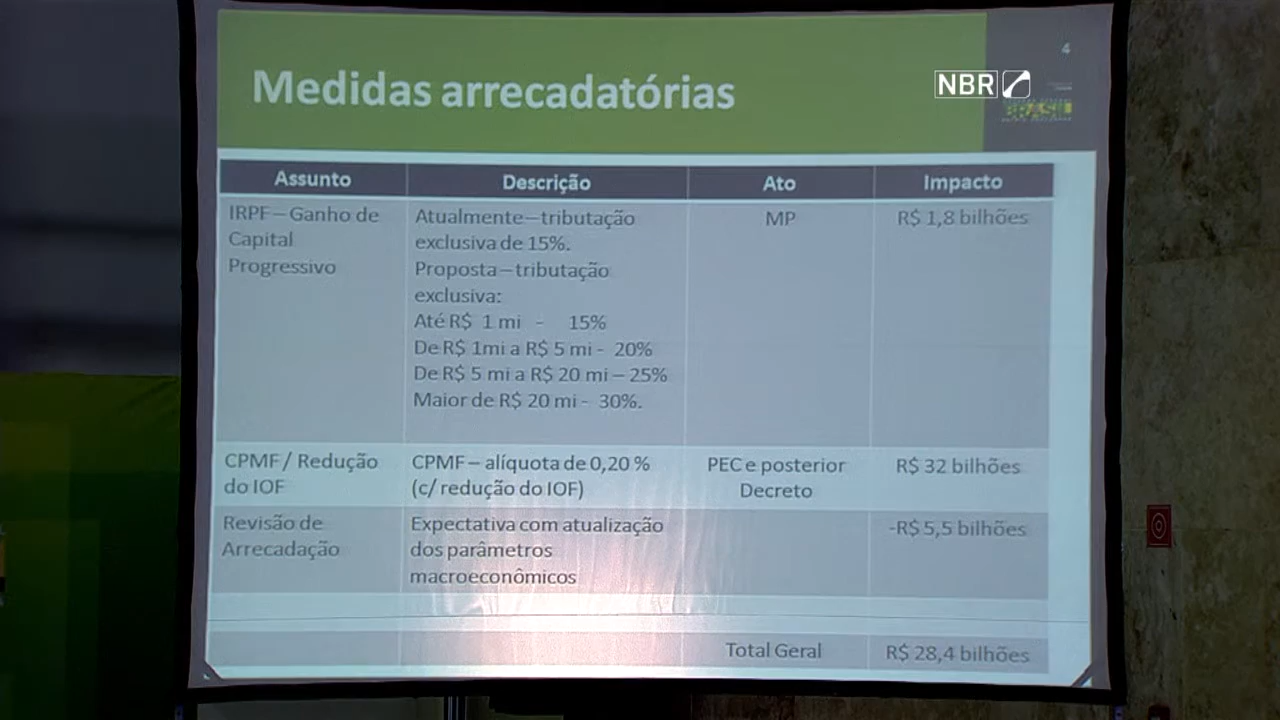 4
NBR
BRASIL
Medidas arrecadatórias
Assunto
Descrição
Ato
Impacto
IRPF – Ganho de
Capital
Progressivo
Atualmente – tributação
exclusiva de 15%.
Proposta – tributação
exclusiva:
Até R$ 1 mi - 15%
De R$ 1mi a R$ 5 mi - 20%
De R$ 5 mi a R$ 20 mi – 25%
Maior de R$ 20 mi - 30%.
MP
R$ 1,8 bilhões
CPMF / Redução
do IOF
CPMF – alíquota de 0,20 %
(c/ redução do IOF)
PEC e posterior
Decreto
R$ 32 bilhões
Revisão de
Arrecadação
Expectativa com atualização
dos parâmetros
macroeconômicos
-R$ 5,5 bilhões
Total Geral
R$ 28,4 bilhões